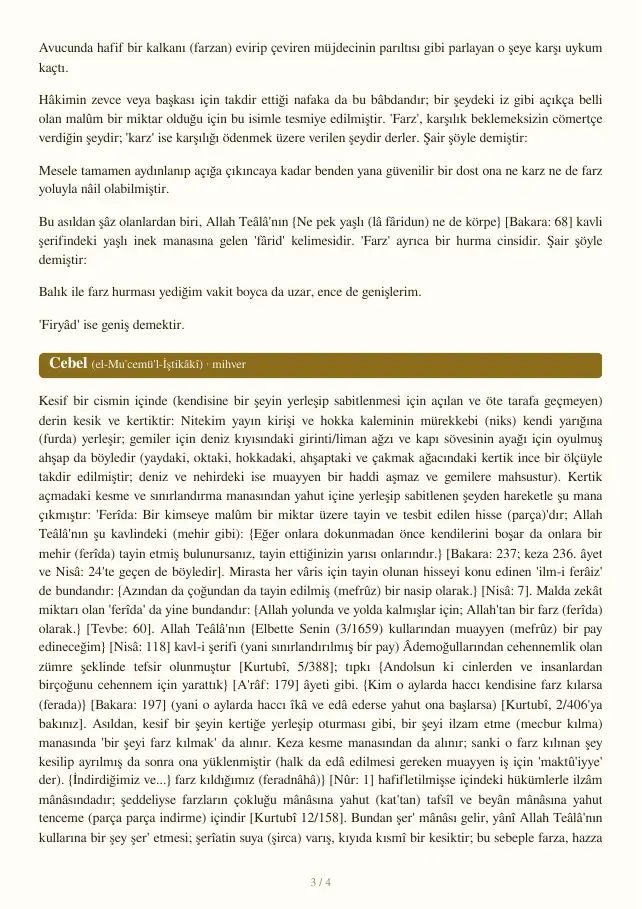 Avucunda hafif bir kalkanı (farzan) evirip çeviren müjdecinin parıltısı gibi parlayan o şeye karşı uykum
kaçtı.
Hâkimin zevce veya başkası için takdir ettiği nafaka da bu bâbdandır; bir şeydeki iz gibi açıkça belli
olan malûm bir miktar olduğu için bu isimle tesmiye edilmiştir. 'Farz', karşılık beklemeksizin cömertçe
verdiğin şeydir; 'karz' ise karşılığı ödenmek üzere verilen şeydir derler. Şair şöyle demiştir:
Mesele tamamen aydınlanıp açığa çıkıncaya kadar benden yana güvenilir bir dost ona ne karz ne de farz
yoluyla nâil olabilmiştir.
Bu asıldan şâz olanlardan biri, Allah Teâlâ'nın {Ne pek yaşlı (lâ fâridun) ne de körpe} [Bakara: 68] kavli
şerifindeki yaşlı inek manasına gelen 'fârid' kelimesidir. 'Farz' ayrıca bir hurma cinsidir. Şair şöyle
demiştir:
Balık ile farz hurması yediğim vakit boyca da uzar, ence de genişlerim.
'Firyâd' ise geniş demektir.
Cebel (el-Mu'cemü'l-İştikâkî) · mihver
Kesif bir cismin içinde (kendisine bir şeyin yerleşip sabitlenmesi için açılan ve öte tarafa geçmeyen)
derin kesik ve kertiktir: Nitekim yayın kirişi ve hokka kaleminin mürekkebi (niks) kendi yarığına
(furda) yerleşir; gemiler için deniz kıyısındaki girinti/liman ağzı ve kapı sövesinin ayağı için oyulmuş
ahşap da böyledir (yaydaki, oktaki, hokkadaki, ahşaptaki ve çakmak ağacındaki kertik ince bir ölçüyle
takdir edilmiştir; deniz ve nehirdeki ise muayyen bir haddi aşmaz ve gemilere mahsustur). Kertik
açmadaki kesme ve sınırlandırma manasından yahut içine yerleşip sabitlenen şeyden hareketle şu mana
çıkmıştır: 'Ferîda: Bir kimseye malûm bir miktar üzere tayin ve tesbit edilen hisse (parça)'dır; Allah
Teâlâ'nın şu kavlindeki (mehir gibi): {Eğer onlara dokunmadan önce kendilerini boşar da onlara bir
mehir (ferîda) tayin etmiş bulunursanız, tayin ettiğinizin yarısı onlarındır.} [Bakara: 237; keza 236. âyet
ve Nisâ: 24'te geçen de böyledir]. Mirasta her vâris için tayin olunan hisseyi konu edinen 'ilm-i ferâiz'
de bundandır: {Azından da çoğundan da tayin edilmiş (mefrûz) bir nasip olarak.} [Nisâ: 7]. Malda zekât
miktarı olan 'ferîda' da yine bundandır: {Allah yolunda ve yolda kalmışlar için; Allah'tan bir farz (ferîda)
olarak.} [Tevbe: 60]. Allah Teâlâ'nın {Elbette Senin (3/1659) kullarından muayyen (mefrûz) bir pay
edineceğim} [Nisâ: 118] kavl-i şerifi (yani sınırlandırılmış bir pay) Âdemoğullarından cehennemlik olan
zümre şeklinde tefsir olunmuştur [Kurtubî, 5/388]; tıpkı {Andolsun ki cinlerden ve insanlardan
birçoğunu cehennem için yarattık} [A'râf: 179] âyeti gibi. {Kim o aylarda haccı kendisine farz kılarsa
(ferada)} [Bakara: 197] (yani o aylarda haccı îkâ ve edâ ederse yahut ona başlarsa) [Kurtubî, 2/406'ya
bakınız]. Asıldan, kesif bir şeyin kertiğe yerleşip oturması gibi, bir şeyi ilzam etme (mecbur kılma)
manasında 'bir şeyi farz kılmak' da alınır. Keza kesme manasından da alınır; sanki o farz kılınan şey
kesilip ayrılmış da sonra ona yüklenmiştir (halk da edâ edilmesi gereken muayyen iş için 'maktû'iyye'
der). {İndirdiğimiz ve...} farz kıldığımız (feradnâhâ)} [Nûr: 1] hafifletilmişse içindeki hükümlerle ilzâm
mânâsındadır; şeddeliyse farzların çokluğu mânâsına yahut (kat'tan) tafsîl ve beyân mânâsına yahut
tenceme (parça parça indirme) içindir [Kurtubî 12/158]. Bundan şer' mânâsı gelir, yânî Allah Teâlâ'nın
kullarına bir şey şer' etmesi; şerîatin suya (şirca) varış, kıyıda kısmî bir kesiktir; bu sebeple farza, hazza
3 / 4